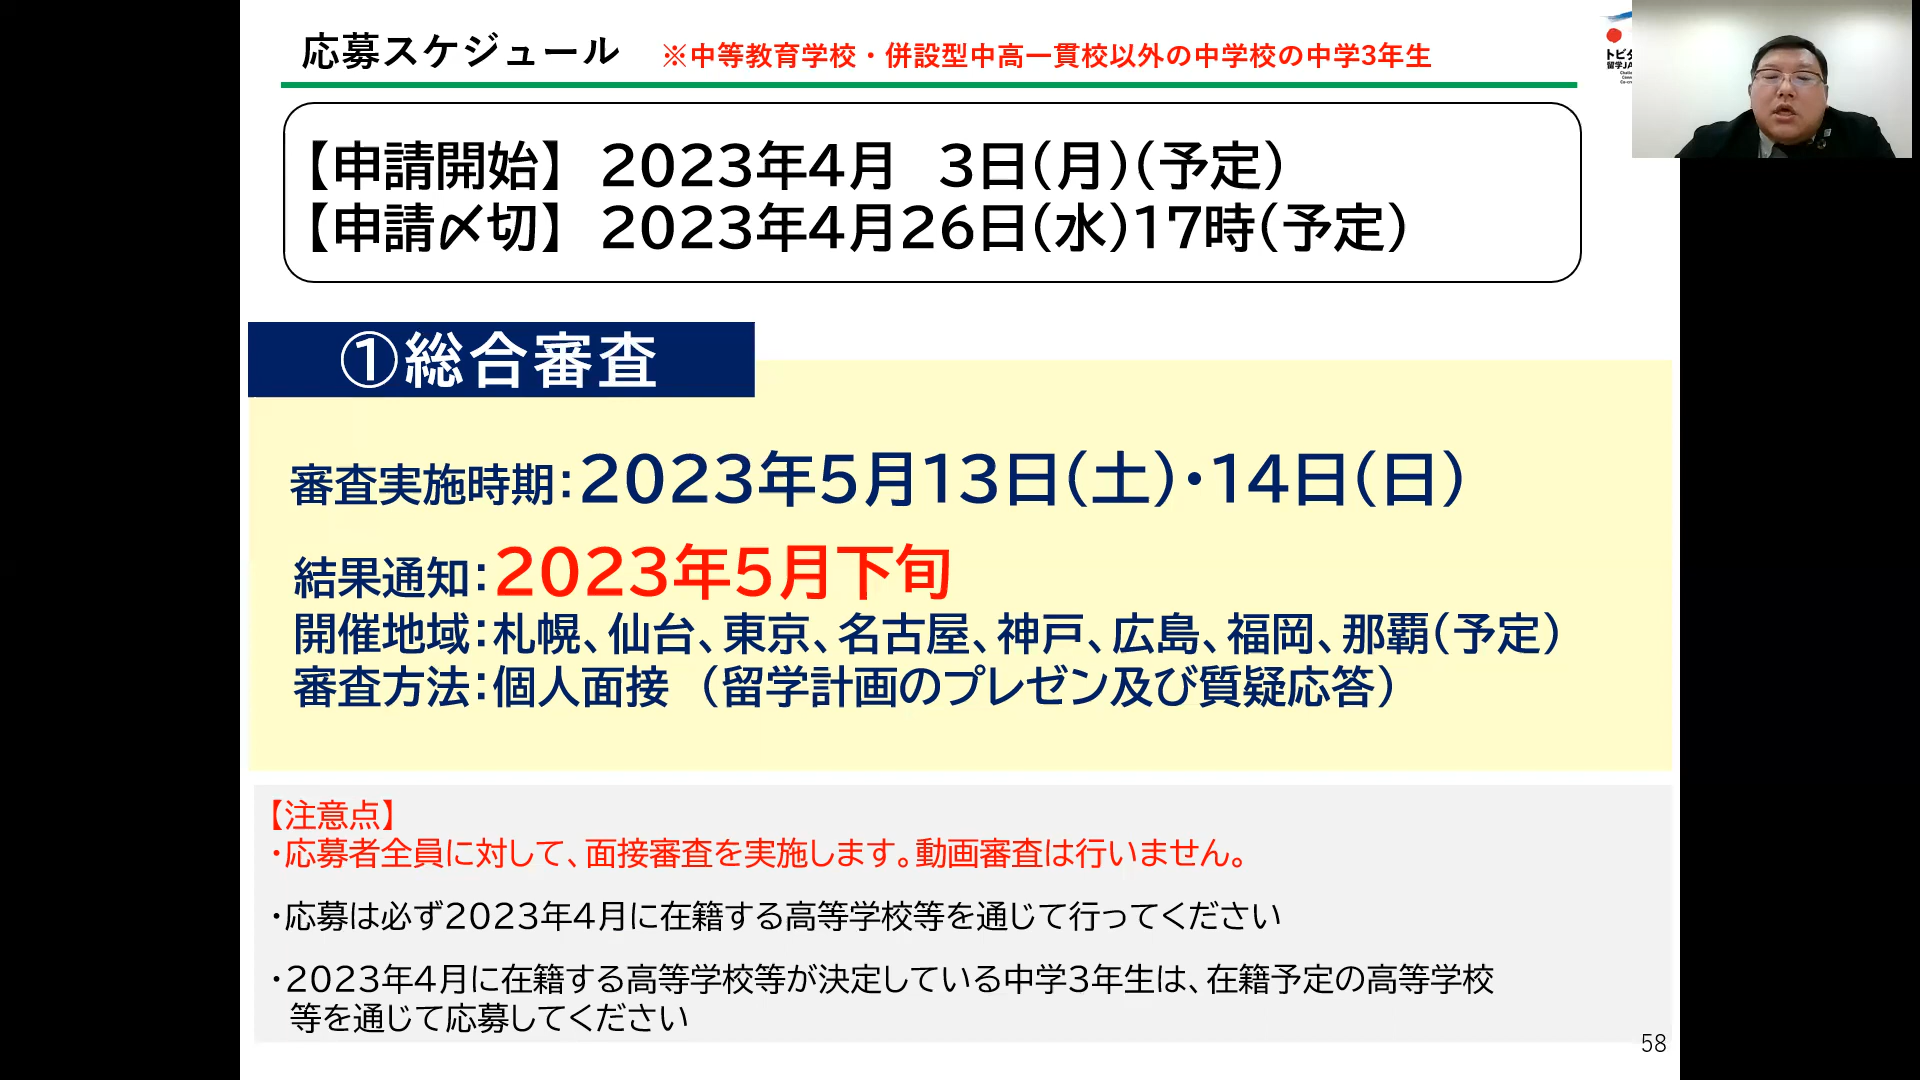 応募スケジュール ※中等教育学校・併設型中高一貫校以外の中学校の中学3年生
【申請開始】 2023年4月 3日(月)(予定)
【申請〆切】 2023年4月26日(水)17時(予定)
①総合審査
審査実施時期:2023年5月13日(土)・14日(日)
結果通知:2023年5月下旬
開催地域:札幌、仙台、東京、名古屋、神戸、広島、福岡、那覇(予定)
審査方法:個人面接 (留学計画のプレゼン及び質疑応答)
【注意点】
・応募者全員に対して、面接審査を実施します。動画審査は行いません。
・応募は必ず2023年4月に在籍する高等学校等を通じて行ってください
・2023年4月に在籍する高等学校等が決定している中学3年生は、在籍予定の高等学校
等を通じて応募してください
58